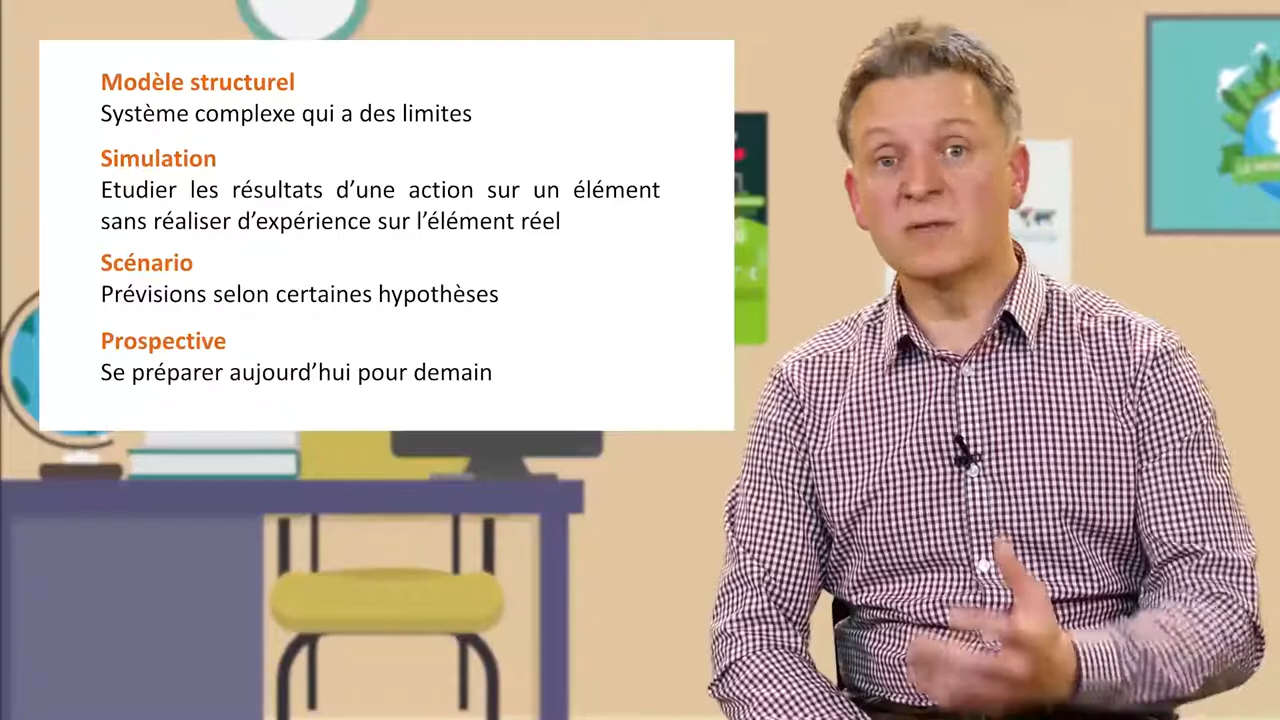 Modèle structurel
Système complexe qui a des limites
Simulation
Etudier les résultats d’une action sur un élément
sans réaliser d’expérience sur l’élément réel
Scénario
Prévisions selon certaines hypothèses
Prospective
Se préparer aujourd’hui pour demain